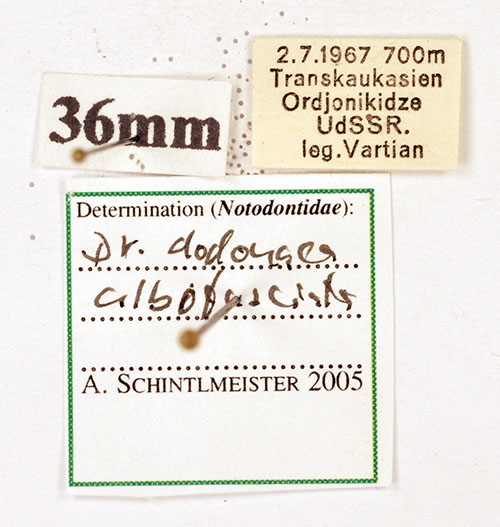 36mm
2.7.1967 700m
Transkaukasien
Ordjonikidze
UdSSR.
leg.Vartian
Determination (Notodontidae):
Dr. dodonaea
albofasciata
A. SCHINTLMEISTER 2005